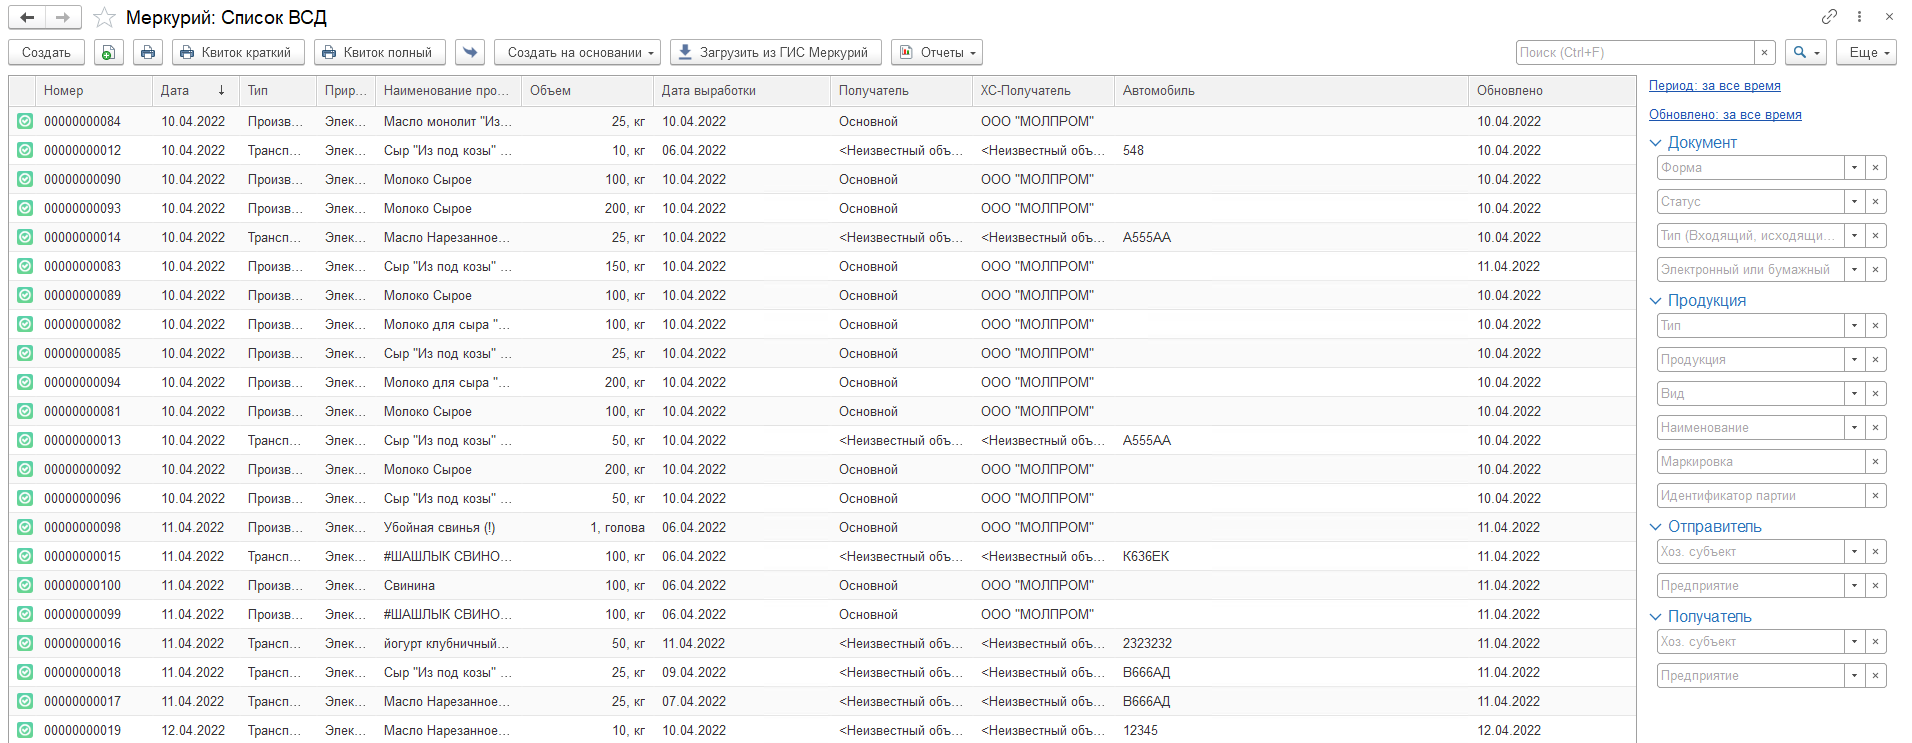 Меркурий: Список ВСД
Создать Квиток краткий Квиток полный Создать на основании Загрузить из ГИС Меркурий Отчеты Поиск (Ctrl+F) × Еще
Номер Дата ↓ Тип Прир... Наименование про... Объем Дата выработки Получатель ХС-Получатель Автомобиль Обновлено
00000000084 10.04.2022 Произв... Элек... Масло монолит "Из... 25, кг 10.04.2022 Основной ООО "МОЛПРОМ" 10.04.2022
00000000012 10.04.2022 Трансп... Элек... Сыр "Из под козы" ... 10, кг 06.04.2022 <Неизвестный объ... <Неизвестный объ... 548 10.04.2022
00000000090 10.04.2022 Произв... Элек... Молоко Сырое 100, кг 10.04.2022 Основной ООО "МОЛПРОМ" 10.04.2022
00000000093 10.04.2022 Произв... Элек... Молоко Сырое 200, кг 10.04.2022 Основной ООО "МОЛПРОМ" 10.04.2022
00000000014 10.04.2022 Трансп... Элек... Масло Нарезанное... 25, кг 10.04.2022 <Неизвестный объ... <Неизвестный объ... А555АА 10.04.2022
00000000083 10.04.2022 Произв... Элек... Сыр "Из под козы" ... 150, кг 10.04.2022 Основной ООО "МОЛПРОМ" 11.04.2022
00000000089 10.04.2022 Произв... Элек... Молоко Сырое 100, кг 10.04.2022 Основной ООО "МОЛПРОМ" 10.04.2022
00000000082 10.04.2022 Произв... Элек... Молоко для сыра "... 100, кг 10.04.2022 Основной ООО "МОЛПРОМ" 10.04.2022
00000000085 10.04.2022 Произв... Элек... Сыр "Из под козы" ... 25, кг 10.04.2022 Основной ООО "МОЛПРОМ" 10.04.2022
00000000094 10.04.2022 Произв... Элек... Молоко для сыра "... 200, кг 10.04.2022 Основной ООО "МОЛПРОМ" 10.04.2022
00000000081 10.04.2022 Произв... Элек... Молоко Сырое 100, кг 10.04.2022 Основной ООО "МОЛПРОМ" 10.04.2022
00000000013 10.04.2022 Трансп... Элек... Сыр "Из под козы" ... 50, кг 10.04.2022 <Неизвестный объ... <Неизвестный объ... А555АА 10.04.2022
00000000092 10.04.2022 Произв... Элек... Молоко Сырое 200, кг 10.04.2022 Основной ООО "МОЛПРОМ" 10.04.2022
00000000096 10.04.2022 Произв... Элек... Сыр "Из под козы" ... 50, кг 10.04.2022 Основной ООО "МОЛПРОМ" 10.04.2022
00000000098 11.04.2022 Произв... Элек... Убойная свинья (!) 1, голова 06.04.2022 Основной ООО "МОЛПРОМ" 11.04.2022
00000000015 11.04.2022 Трансп... Элек... #ШАШЛЫК СВИНО... 100, кг 06.04.2022 <Неизвестный объ... <Неизвестный объ... К636ЕК 11.04.2022
00000000100 11.04.2022 Произв... Элек... Свинина 100, кг 06.04.2022 Основной ООО "МОЛПРОМ" 11.04.2022
00000000099 11.04.2022 Произв... Элек... #ШАШЛЫК СВИНО... 100, кг 06.04.2022 Основной ООО "МОЛПРОМ" 11.04.2022
00000000016 11.04.2022 Трансп... Элек... йогурт клубничный... 50, кг 11.04.2022 <Неизвестный объ... <Неизвестный объ... 2323232 11.04.2022
00000000018 11.04.2022 Трансп... Элек... Сыр "Из под козы" ... 25, кг 09.04.2022 <Неизвестный объ... <Неизвестный объ... В666АД 11.04.2022
00000000017 11.04.2022 Трансп... Элек... Масло Нарезанное... 25, кг 07.04.2022 <Неизвестный объ... <Неизвестный объ... В666АД 11.04.2022
00000000019 12.04.2022 Трансп... Элек... Масло Нарезанное... 10, кг 10.04.2022 <Неизвестный объ... <Неизвестный объ... 12345 12.04.2022
Период: за все время
Обновлено: за все время
Документ
Форма
Статус
Тип (Входящий, исходящи...
Электронный или бумажный
Продукция
Тип
Продукция
Вид
Наименование
Маркировка
Идентификатор партии
Отправитель
Хоз. субъект
Предприятие
Получатель
Хоз. субъект
Предприятие